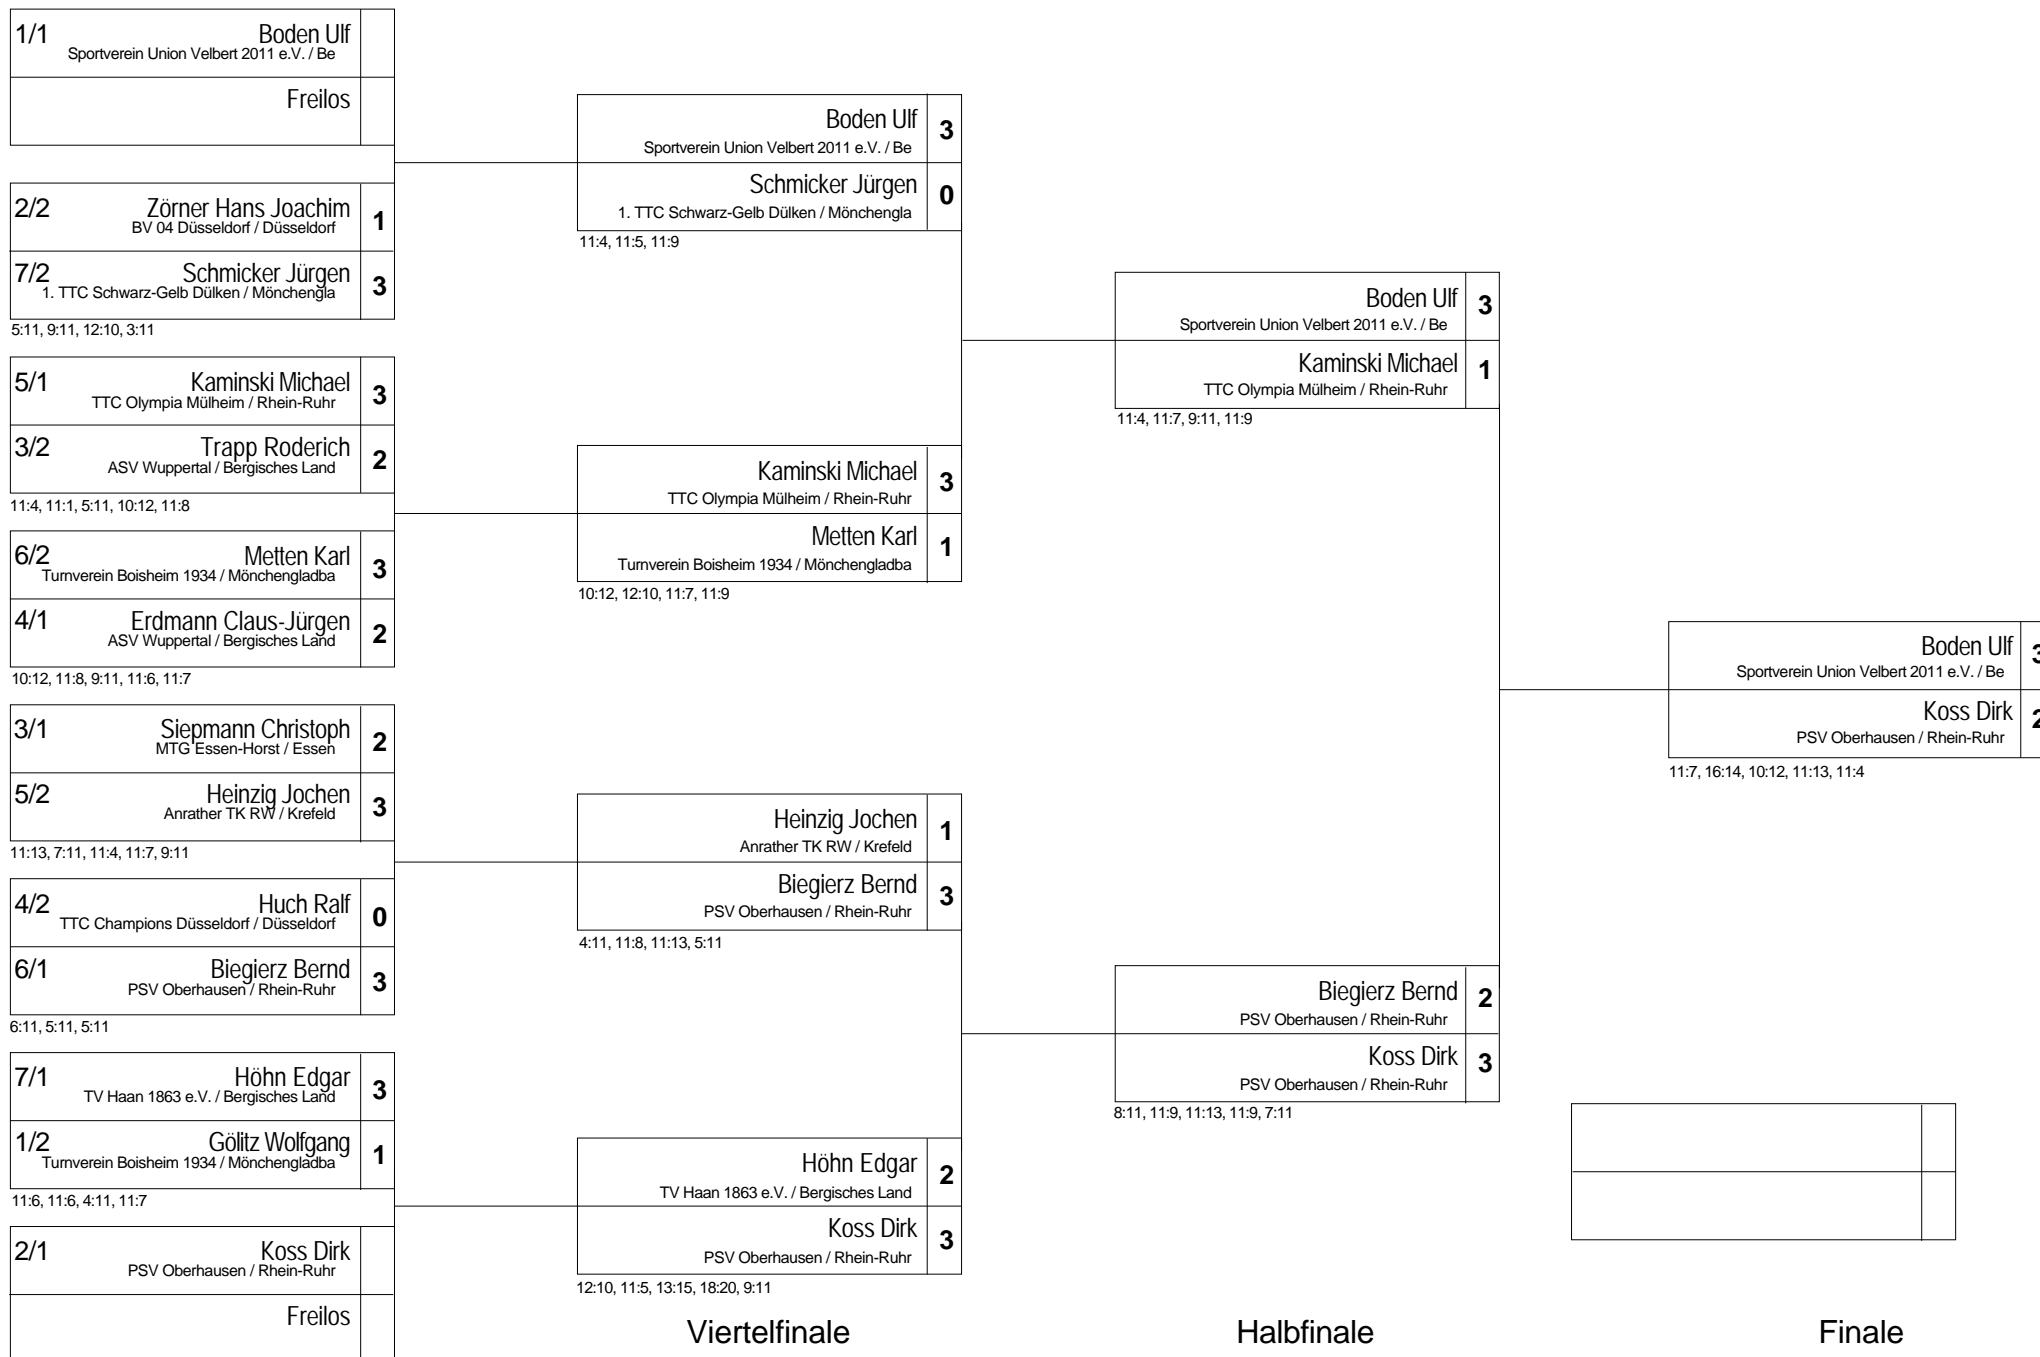 1/1 Boden Ulf
Sportverein Union Velbert 2011 e.V. / Be
Freilos
2/2 Zörner Hans Joachim 1
BV 04 Düsseldorf / Düsseldorf
7/2 Schmicker Jürgen 3
1. TTC Schwarz-Gelb Dülken / Mönchengla
5:11, 9:11, 12:10, 3:11
5/1 Kaminski Michael 3
TTC Olympia Mülheim / Rhein-Ruhr
3/2 Trapp Roderich 2
ASV Wuppertal / Bergisches Land
11:4, 11:1, 5:11, 10:12, 11:8
6/2 Metten Karl 3
Turnverein Boisheim 1934 / Mönchengladba
4/1 Erdmann Claus-Jürgen 2
ASV Wuppertal / Bergisches Land
10:12, 11:8, 9:11, 11:6, 11:7
3/1 Siepmann Christoph 2
MTG Essen-Horst / Essen
5/2 Heinzig Jochen 3
Anrather TK RW / Krefeld
11:13, 7:11, 11:4, 11:7, 9:11
4/2 Huch Ralf 0
TTC Champions Düsseldorf / Düsseldorf
6/1 Biegierz Bernd 3
PSV Oberhausen / Rhein-Ruhr
6:11, 5:11, 5:11
7/1 Höhn Edgar 3
TV Haan 1863 e.V. / Bergisches Land
1/2 Gölitz Wolfgang 1
Turnverein Boisheim 1934 / Mönchengladba
11:6, 11:6, 4:11, 11:7
2/1 Koss Dirk
PSV Oberhausen / Rhein-Ruhr
Freilos
Boden Ulf 3
Sportverein Union Velbert 2011 e.V. / Be
Schmicker Jürgen 0
1. TTC Schwarz-Gelb Dülken / Mönchengla
11:4, 11:5, 11:9
Kaminski Michael 3
TTC Olympia Mülheim / Rhein-Ruhr
Metten Karl 1
Turnverein Boisheim 1934 / Mönchengladba
10:12, 12:10, 11:7, 11:9
Heinzig Jochen 1
Anrather TK RW / Krefeld
Biegierz Bernd 3
PSV Oberhausen / Rhein-Ruhr
4:11, 11:8, 11:13, 5:11
Höhn Edgar 2
TV Haan 1863 e.V. / Bergisches Land
Koss Dirk 3
PSV Oberhausen / Rhein-Ruhr
12:10, 11:5, 13:15, 18:20, 9:11
Viertelfinale
Boden Ulf 3
Sportverein Union Velbert 2011 e.V. / Be
Kaminski Michael 1
TTC Olympia Mülheim / Rhein-Ruhr
11:4, 11:7, 9:11, 11:9
Biegierz Bernd 2
PSV Oberhausen / Rhein-Ruhr
Koss Dirk 3
PSV Oberhausen / Rhein-Ruhr
8:11, 11:9, 11:13, 11:9, 7:11
Halbfinale
Boden Ulf 3
Sportverein Union Velbert 2011 e.V. / Be
Koss Dirk 2
PSV Oberhausen / Rhein-Ruhr
11:7, 16:14, 10:12, 11:13, 11:4
Finale